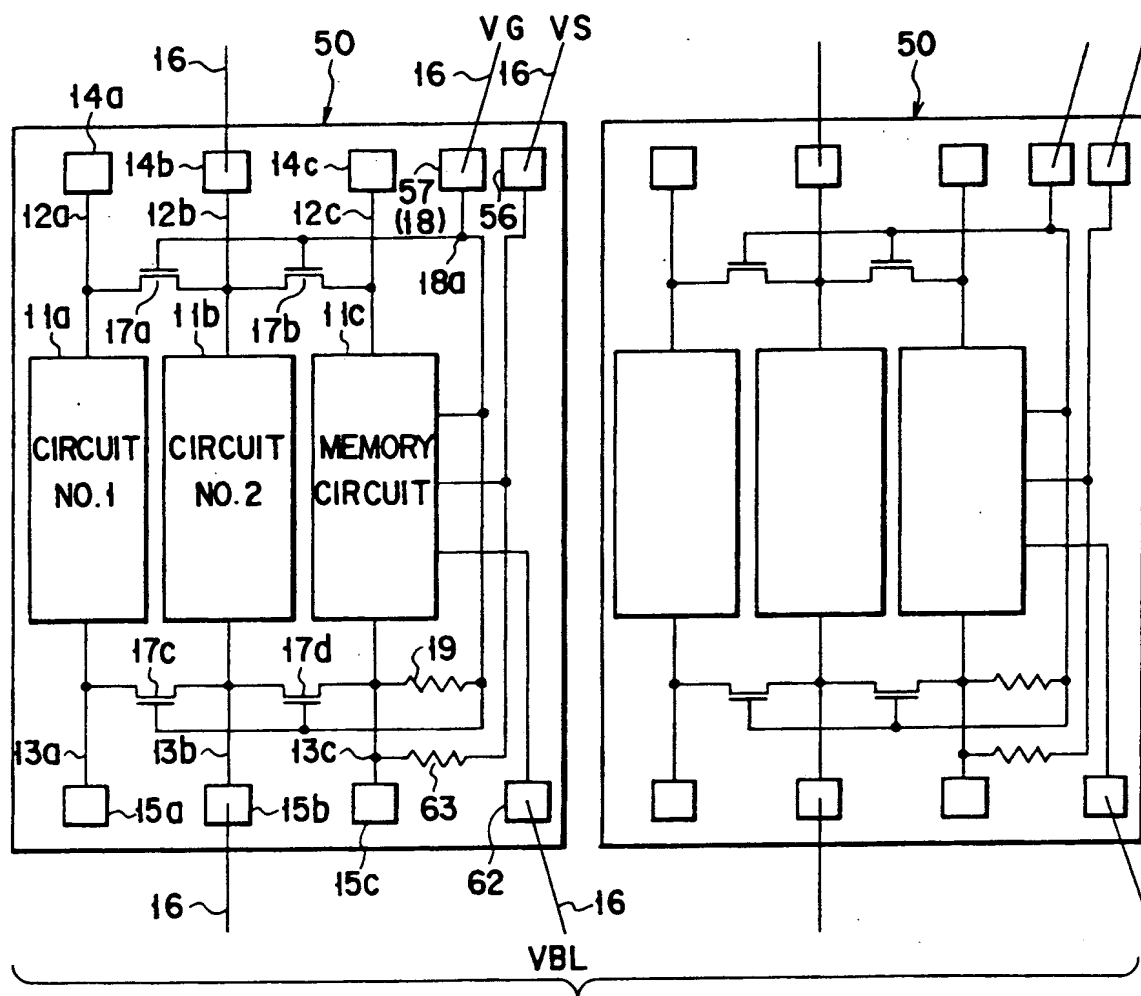 50 VG VS 50
16 16 16
14a
14b 14c 57 (18) 56
12a 12b 12c 18a
17a 17b
11a 11b 11c
CIRCUIT NO.1
CIRCUIT NO.2
MEMORY CIRCUIT
17c 17d 19
13a 13b 13c
63
15a 15b 15c 62
16 16
VBL